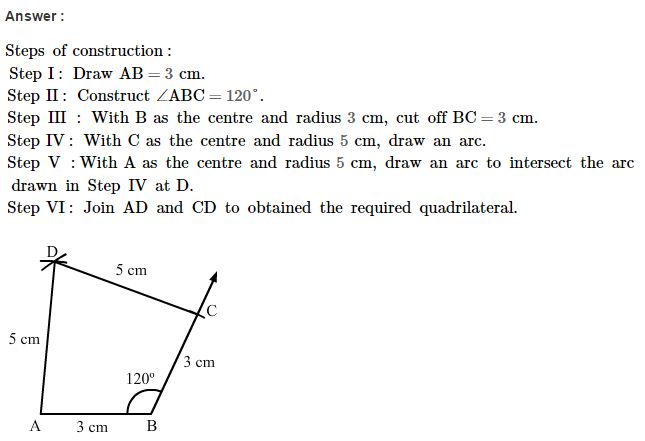 Answer :
Steps of construction :
Step I : Draw AB = 3 cm.
Step II : Construct ∠ABC = 120°.
Step III : With B as the centre and radius 3 cm, cut off BC = 3 cm.
Step IV : With C as the centre and radius 5 cm, draw an arc.
Step V : With A as the centre and radius 5 cm, draw an arc to intersect the arc
drawn in Step IV at D.
Step VI : Join AD and CD to obtained the required quadrilateral.
D
5 cm
C
5 cm
3 cm
120°
A 3 cm B